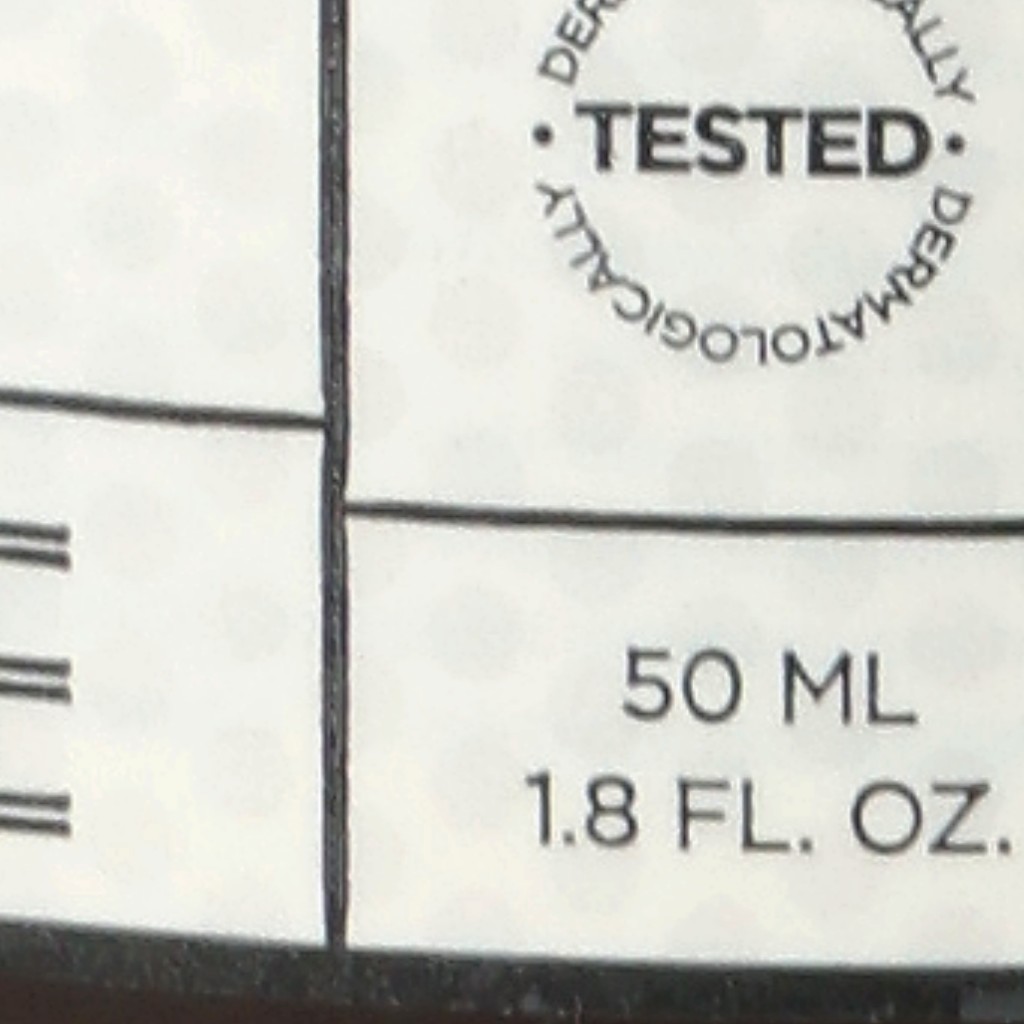 TESTED
DERMATOLOGICALLY
50 ML
1.8 FL. OZ.